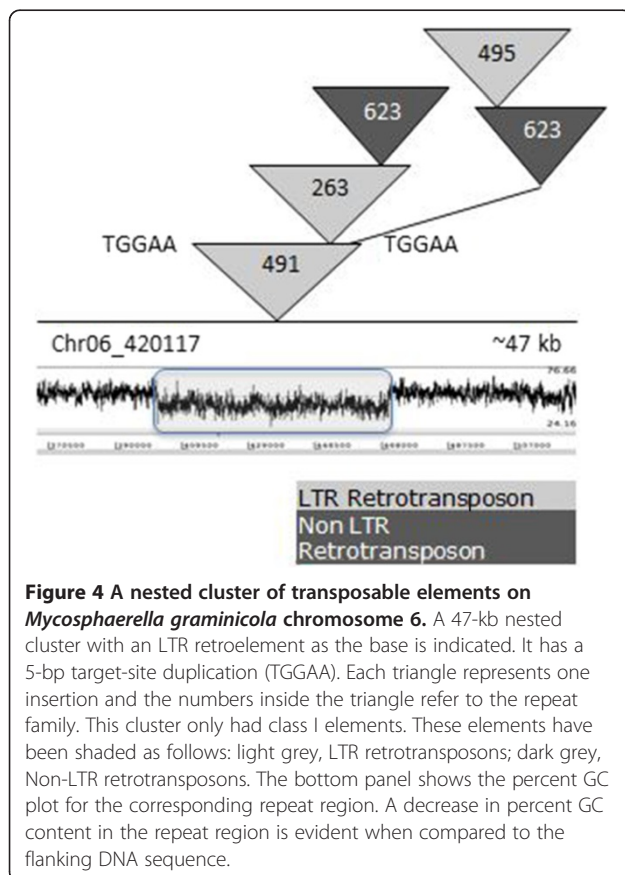 495
623
623
263
TGGAA
TGGAA
491
Chr06_420117
~47 kb
76.66
24.16
LTR Retrotransposon
Non LTR
Retrotransposon
Figure 4 A nested cluster of transposable elements on
Mycosphaerella graminicola chromosome 6. A 47-kb nested
cluster with an LTR retroelement as the base is indicated. It has a
5-bp target-site duplication (TGGAA). Each triangle represents one
insertion and the numbers inside the triangle refer to the repeat
family. This cluster only had class I elements. These elements have
been shaded as follows: light grey, LTR retrotransposons; dark grey,
Non-LTR retrotransposons. The bottom panel shows the percent GC
plot for the corresponding repeat region. A decrease in percent GC
content in the repeat region is evident when compared to the
flanking DNA sequence.